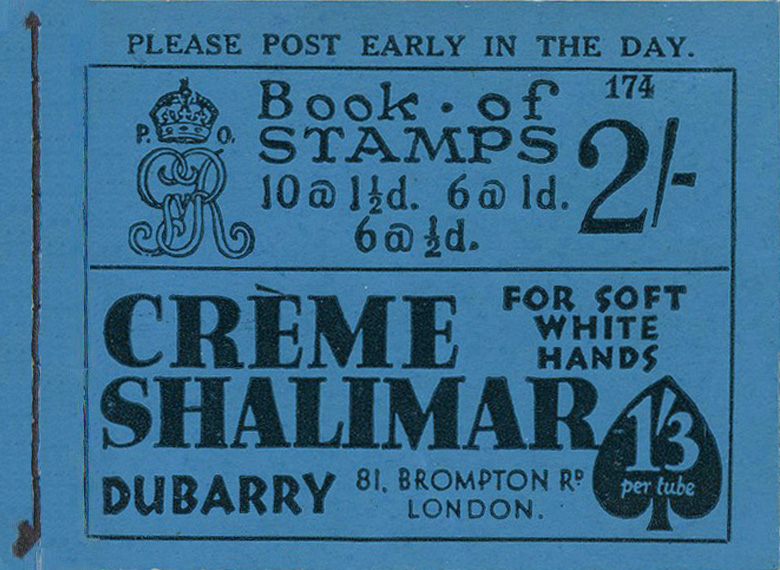 PLEASE POST EARLY IN THE DAY.
P. O.
GR
Book · of
STAMPS
174
2/-
10 @ 1½d. 6 @ 1d.
6 @ ½d.
CRÈME
SHALIMAR
FOR SOFT
WHITE
HANDS
1/3
per tube
DUBARRY
81, BROMPTON RD
LONDON.